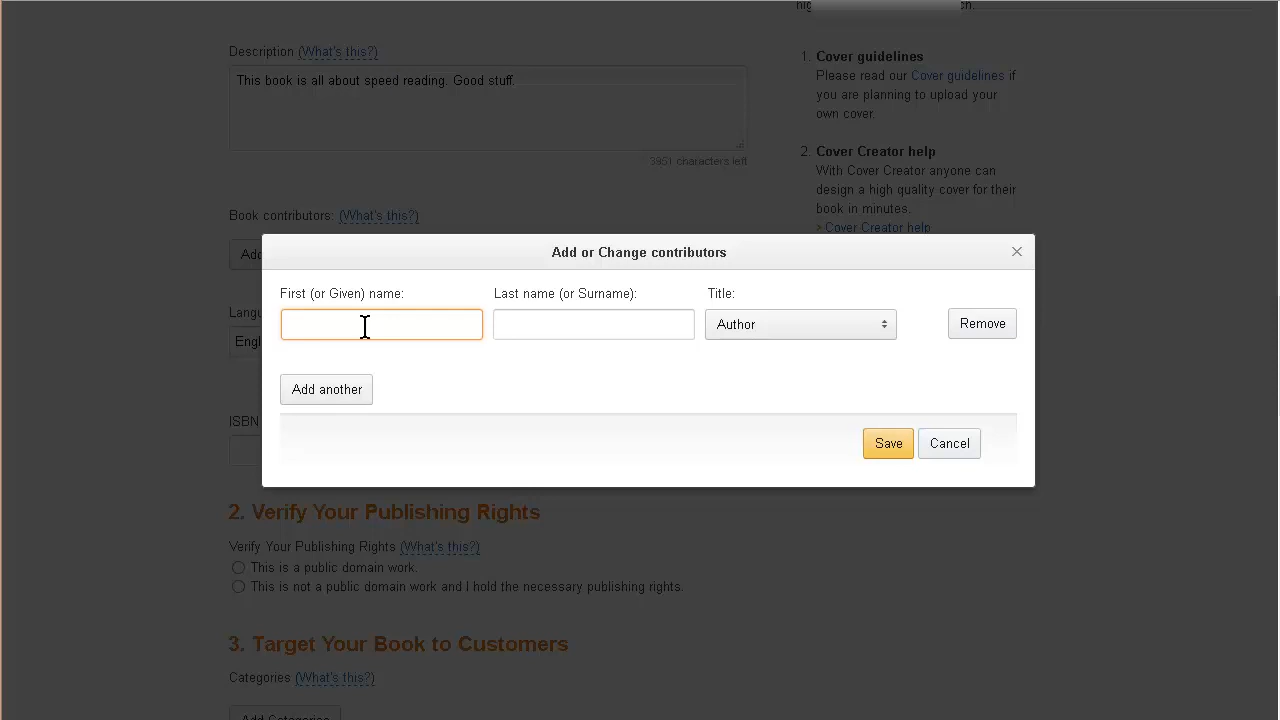 Description (What's this?)
This book is all about speed reading. Good stuff.
3951 characters left
Book contributors: (What's this?)
1. Cover guidelines
Please read our Cover guidelines if
you are planning to upload your
own cover.
2. Cover Creator help
With Cover Creator anyone can
design a high quality cover for their
book in minutes.
> Cover Creator help
Add or Change contributors
First (or Given) name:
Last name (or Surname):
Title:
Author
Remove
Add another
Save
Cancel
ISBN
2. Verify Your Publishing Rights
Verify Your Publishing Rights (What's this?)
This is a public domain work.
This is not a public domain work and I hold the necessary publishing rights.
3. Target Your Book to Customers
Categories (What's this?)
Add Categories